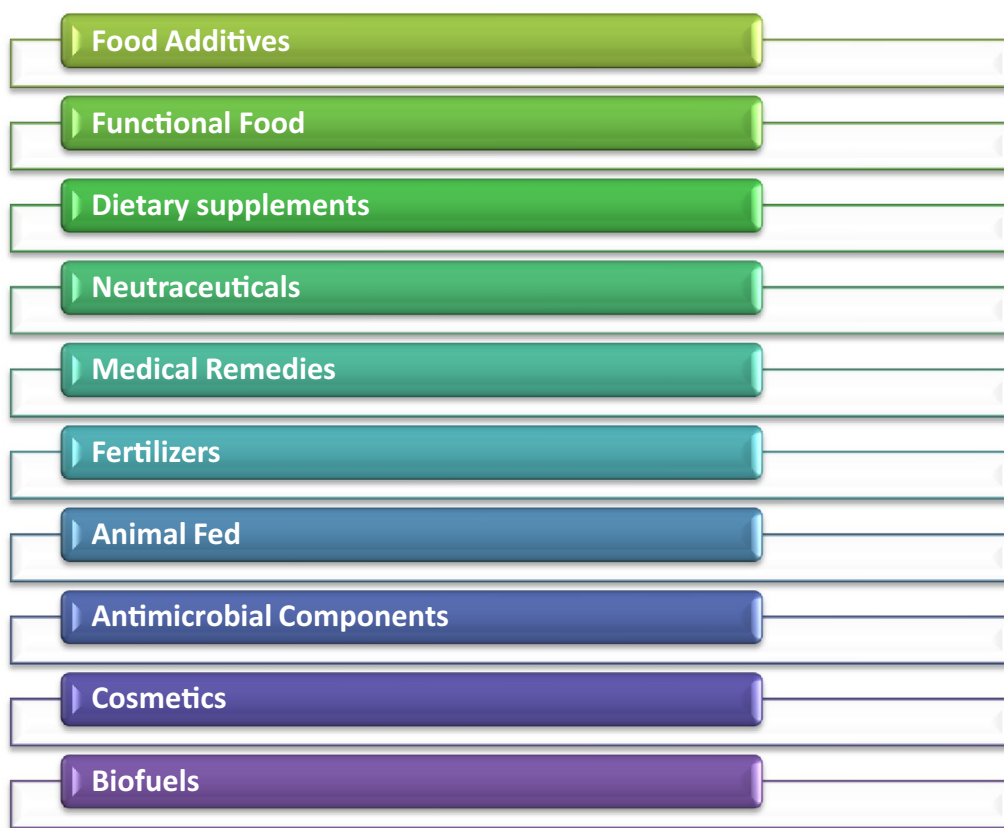 Food Additives
Functional Food
Dietary supplements
Neutraceuticals
Medical Remedies
Fertilizers
Animal Fed
Antimicrobial Components
Cosmetics
Biofuels